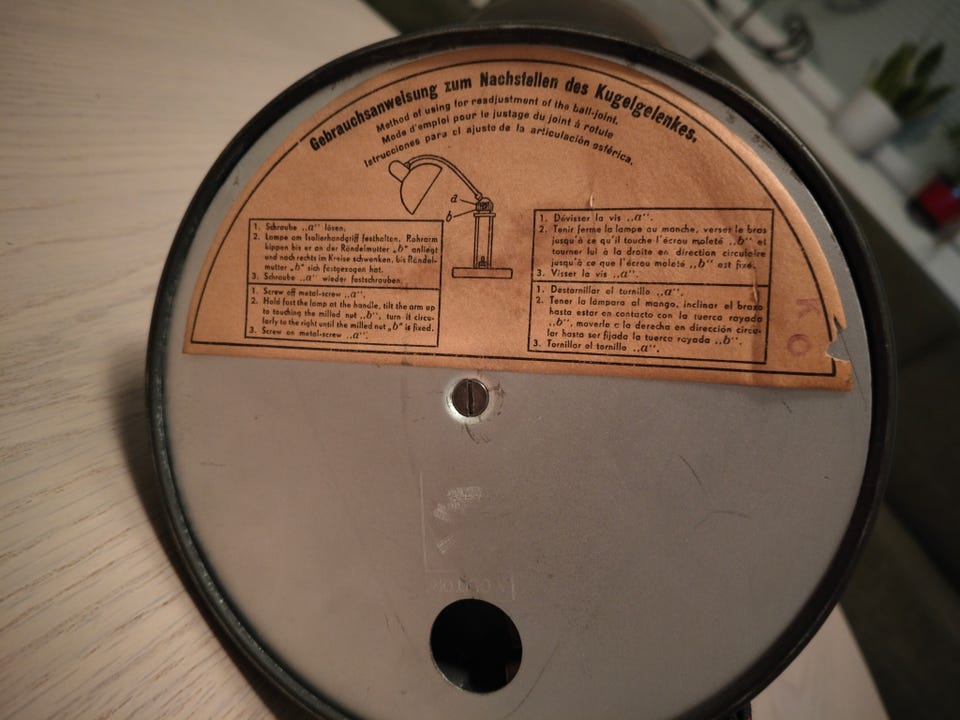 Gebrauchsanweisung zum Nachstellen des Kugelgelenkes.
Method of using for readjustment of the ball-joint.
Mode d'emploi pour le justage du joint à rotule
Istrucciones para el ajusto de la articulación esférica.
a
b
1. Schraube „a" lösen.
2. Lampe am Isolierhandgriff festhalten, Rohrarm
kippen bis er an der Rändelmutter „b" anliegt
und nach rechts im Kreise schwenken, bis Rändel-
mutter „b" sich festgezogen hat.
3. Schraube „a" wieder festschrauben.
1. Screw off metal-screw „a".
2. Hold fast the lamp at the handle, tilt the arm up
to touching the milled nut „b", turn it circu-
larly to the right until the milled nut „b" is fixed.
3. Screw on metal-screw „a".
1. Dévisser la vis „a".
2. Tenir ferme la lampe au manche, verser le bras
jusqu'à ce qu'il touche l'écrou moleté „b" et
tourner lui à la droite en direction circulaire
jusqu'à ce que l'écrou moleté „b" est fixé.
3. Visser la vis „a".
1. Destornillar el tornillo „a".
2. Tener la lámpara al mango, inclinar el brazo
hasta estar en contacto con la tuerca rayada
„b", moverle a la derecha en dirección circu-
lar hasta ser fijada la tuerca rayada „b".
3. Tornillar el tornillo „a".